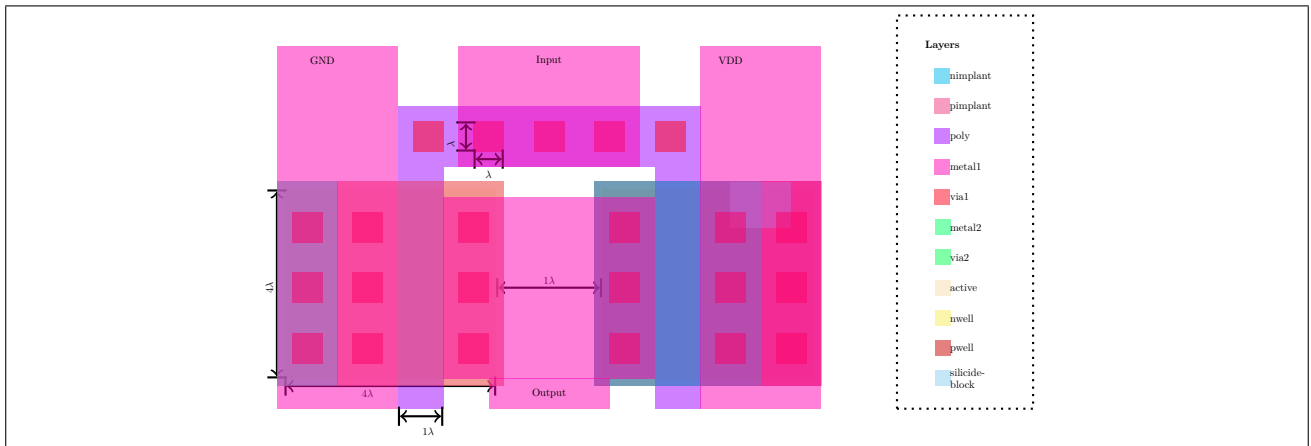 GND
Input
VDD
λ
λ
4λ
1λ
4λ
Output
1λ
Layers
nimplant
pimplant
poly
metal1
via1
metal2
via2
active
nwell
pwell
silicide-
block